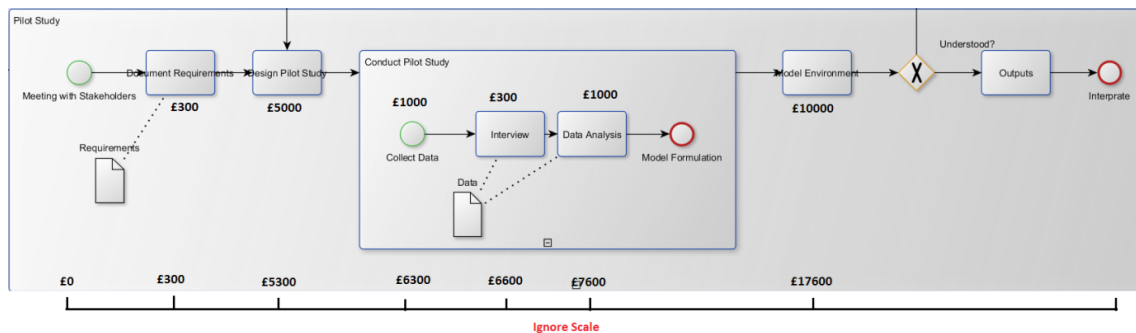 Pilot Study
Understood?
Conduct Pilot Study
Document Requirements
Design Pilot Study
Model Environment
X
Outputs
Meeting with Stakeholders
Interprate
£300
£5000
£10000
£1000
£300
£1000
Interview
Data Analysis
Collect Data
Model Formulation
Requirements
Data
£0
£300
£5300
£6300
£6600
£7600
£17600
Ignore Scale